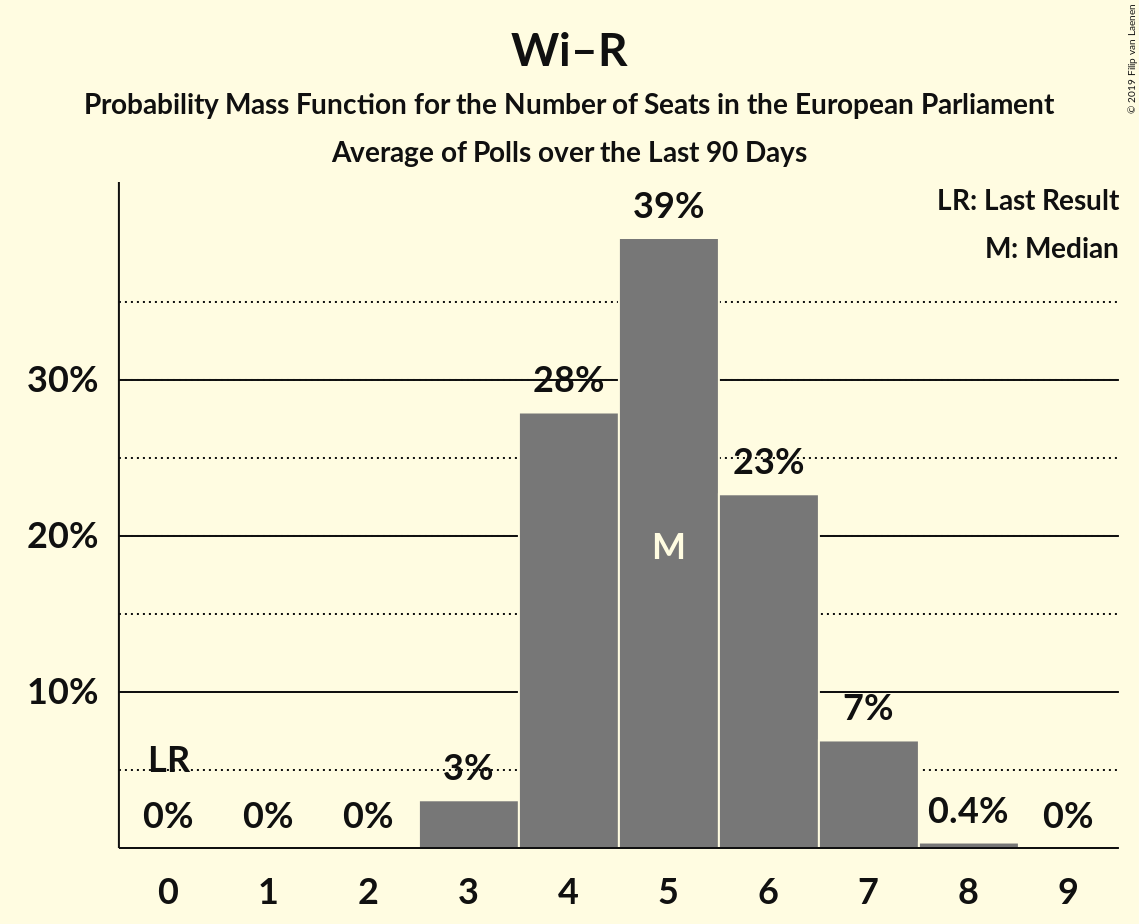 Wi–R
Probability Mass Function for the Number of Seats in the European Parliament
Average of Polls over the Last 90 Days
© 2019 Filip van Laenen
LR: Last Result
M: Median
39%
30%
28%
23%
20%
M
10%
7%
LR
3%
0% 0% 0% 0.4% 0%
0 1 2 3 4 5 6 7 8 9